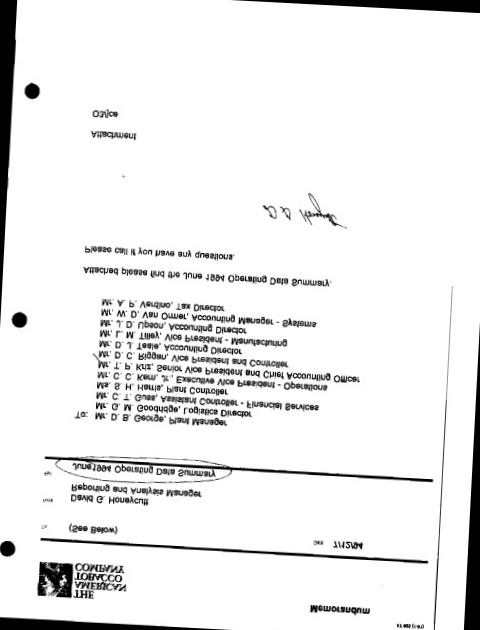 Memorandum
THE
AMERICAN
TOBACCO
COMPANY
Date 7/12/94
To (See Below)
From David G. Honeycutt
Reporting and Analysis Manager
Re: June 1994 Operating Data Summary
To: Mr. D. B. George, Plant Manager
Mr. G. M. Goodridge, Logistics Director
Mr. C. T. Guss, Assistant Controller - Financial Services
Ms. S. H. Harris, Plant Controller
Mr. C. C. Kern, Jr., Executive Vice President - Operations
Mr. T. P. Kriz, Senior Vice President and Chief Accounting Officer
Mr. D. C. Riggan, Vice President and Controller
Mr. D. J. Teale, Accounting Director
Mr. L. M. Tilley, Vice President - Manufacturing
Mr. J. D. Upson, Accounting Director
Mr. W. D. Van Ormer, Accounting Manager - Systems
Mr. A. P. Verdino, Tax Director
Attached please find the June 1994 Operating Data Summary.
Please call if you have any questions.
Attachment